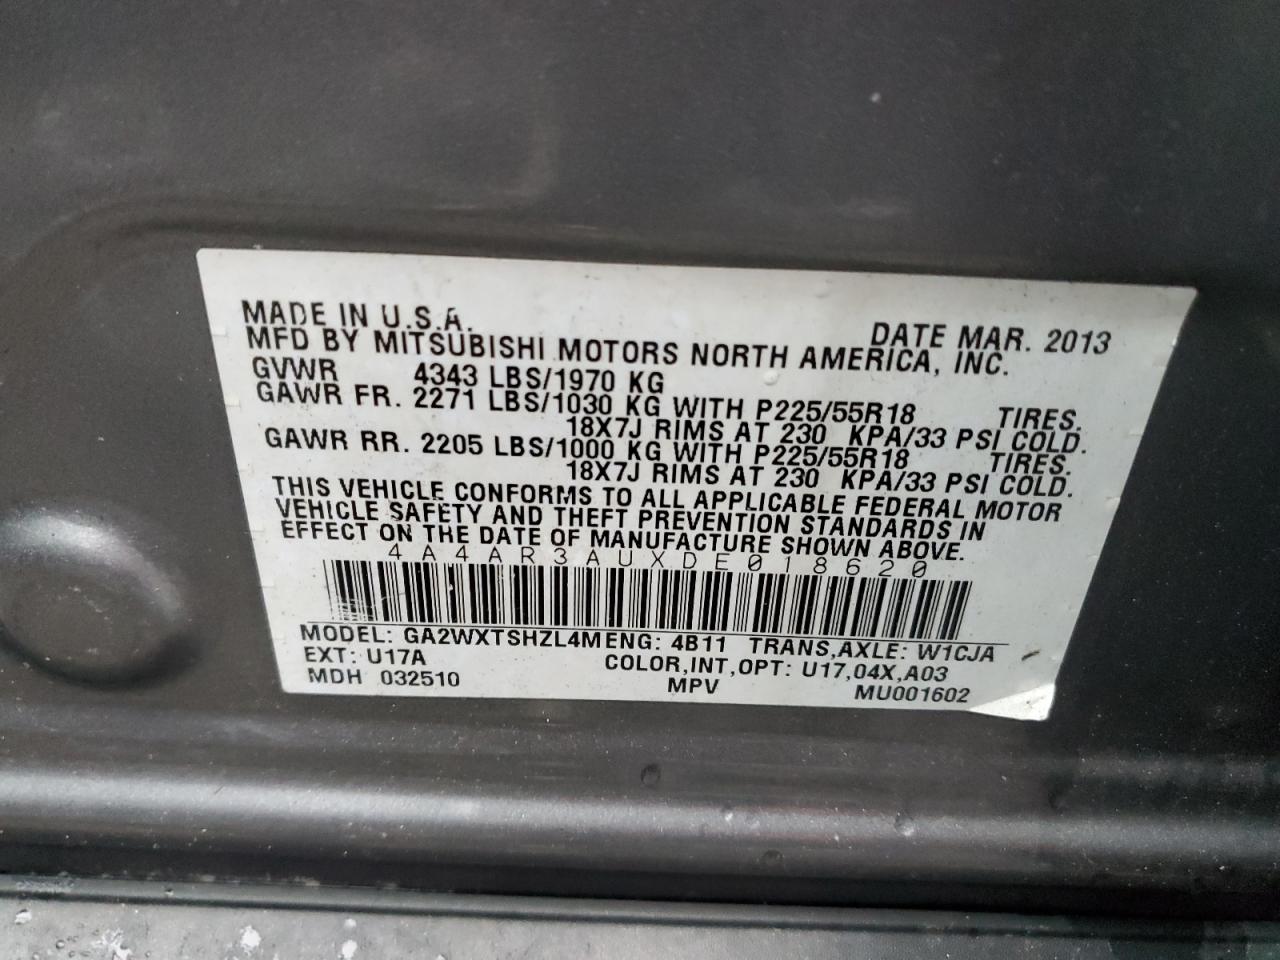 MADE IN U.S.A. DATE MAR. 2013
MFD BY MITSUBISHI MOTORS NORTH AMERICA, INC.
GVWR 4343 LBS/1970 KG
GAWR FR. 2271 LBS/1030 KG WITH P225/55R18 TIRES.
18X7J RIMS AT 230 KPA/33 PSI COLD.
GAWR RR. 2205 LBS/1000 KG WITH P225/55R18 TIRES.
18X7J RIMS AT 230 KPA/33 PSI COLD.
THIS VEHICLE CONFORMS TO ALL APPLICABLE FEDERAL MOTOR
VEHICLE SAFETY AND THEFT PREVENTION STANDARDS IN
EFFECT ON THE DATE OF MANUFACTURE SHOWN ABOVE.
4A4AR3AUXDE018620
MODEL: GA2WXTSHZL4MENG: 4B11 TRANS,AXLE: W1CJA
EXT: U17A COLOR,INT,OPT: U17,04X,A03
MDH 032510 MPV MU001602